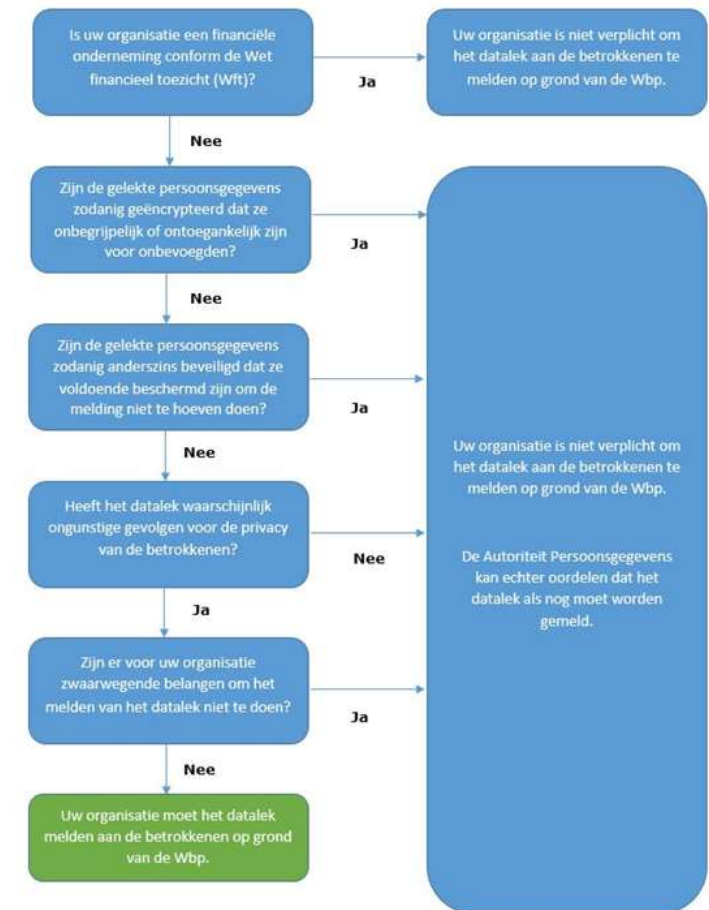 Is uw organisatie een financiële
onderneming conform de Wet
financieel toezicht (Wft)?
Ja
Uw organisatie is niet verplicht om
het datalek aan de betrokkenen te
melden op grond van de Wbp.
Nee
Zijn de gelekte persoonsgegevens
zodanig geëncrypteerd dat ze
onbegrijpelijk of ontoegankelijk zijn
voor onbevoegden?
Ja
Nee
Zijn de gelekte persoonsgegevens
zodanig anderszins beveiligd dat ze
voldoende beschermd zijn om de
melding niet te hoeven doen?
Ja
Nee
Heeft het datalek waarschijnlijk
ongunstige gevolgen voor de privacy
van de betrokkenen?
Nee
Ja
Zijn er voor uw organisatie
zwaarwegende belangen om het
melden van het datalek niet te doen?
Ja
Nee
Uw organisatie moet het datalek
melden aan de betrokkenen op grond
van de Wbp.
Uw organisatie is niet verplicht om
het datalek aan de betrokkenen te
melden op grond van de Wbp.
De Autoriteit Persoonsgegevens
kan echter oordelen dat het
datalek als nog moet worden
gemeld.